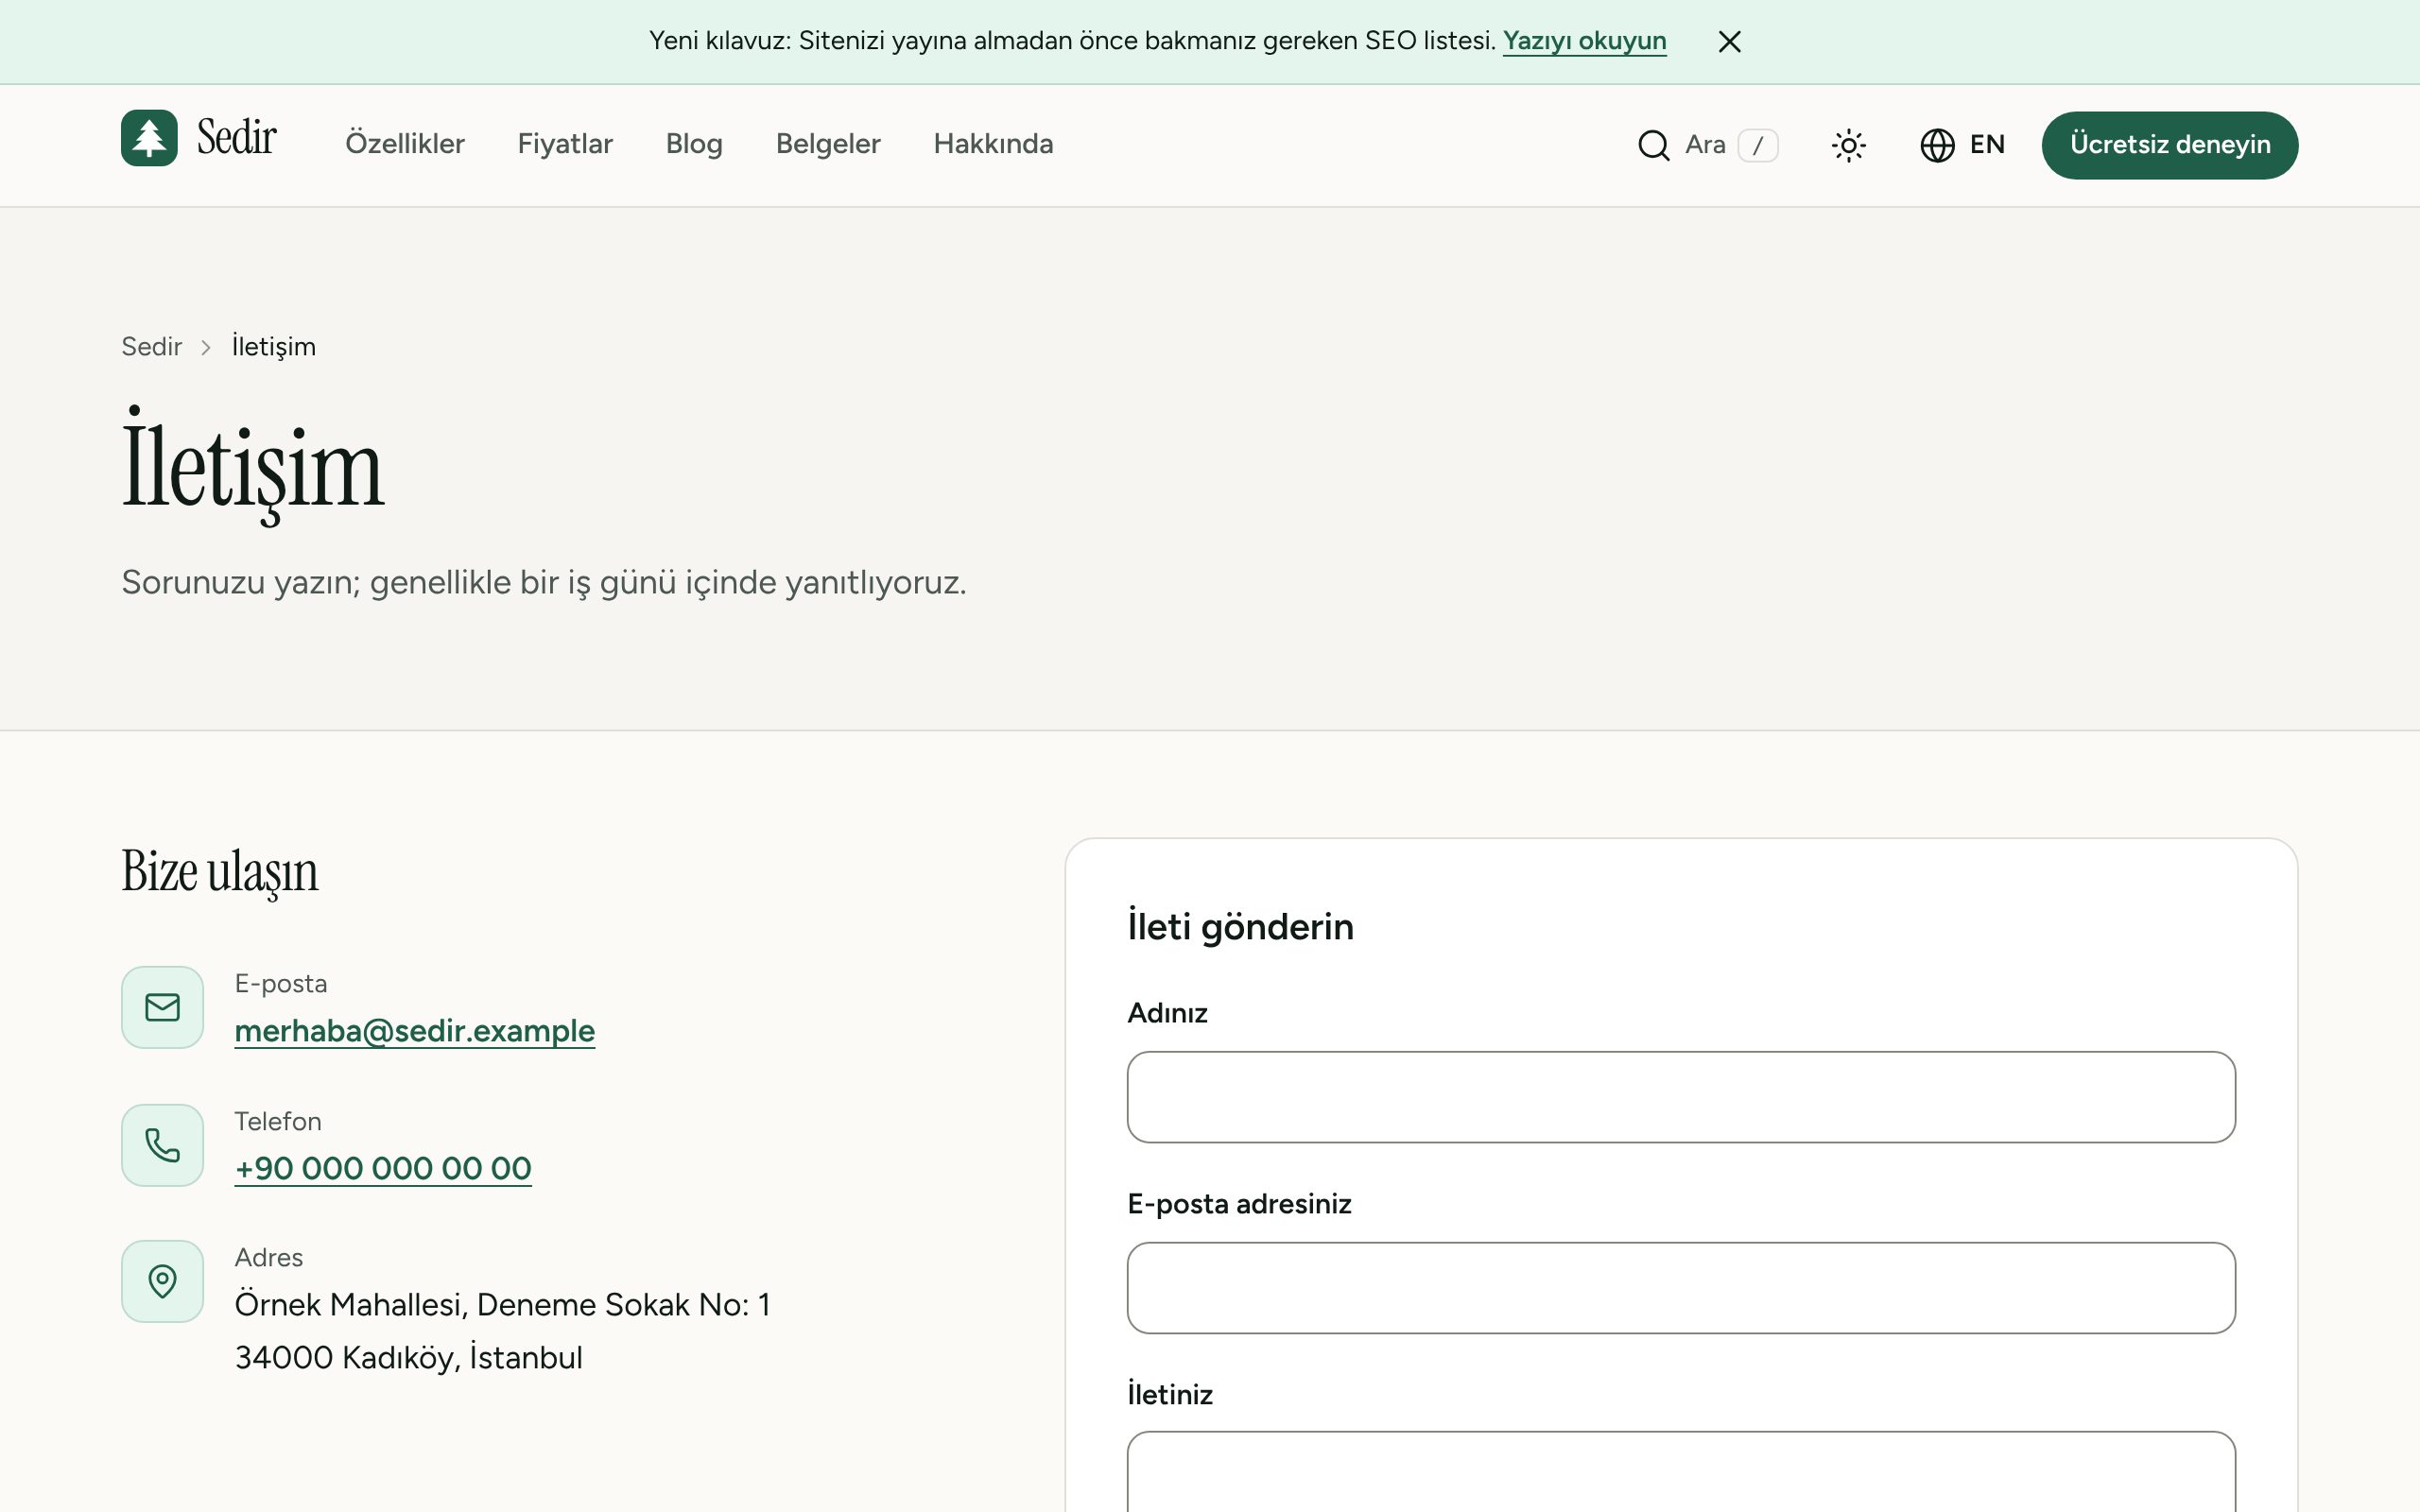 Yeni kılavuz: Sitenizi yayına almadan önce bakmanız gereken SEO listesi. Yazıyı okuyun
Sedir Özellikler Fiyatlar Blog Belgeler Hakkında Ara / EN Ücretsiz deneyin
Sedir > İletişim
İletişim
Sorunuzu yazın; genellikle bir iş günü içinde yanıtlıyoruz.
Bize ulaşın
E-posta
merhaba@sedir.example
Telefon
+90 000 000 00 00
Adres
Örnek Mahallesi, Deneme Sokak No: 1
34000 Kadıköy, İstanbul
İleti gönderin
Adınız
E-posta adresiniz
İletiniz